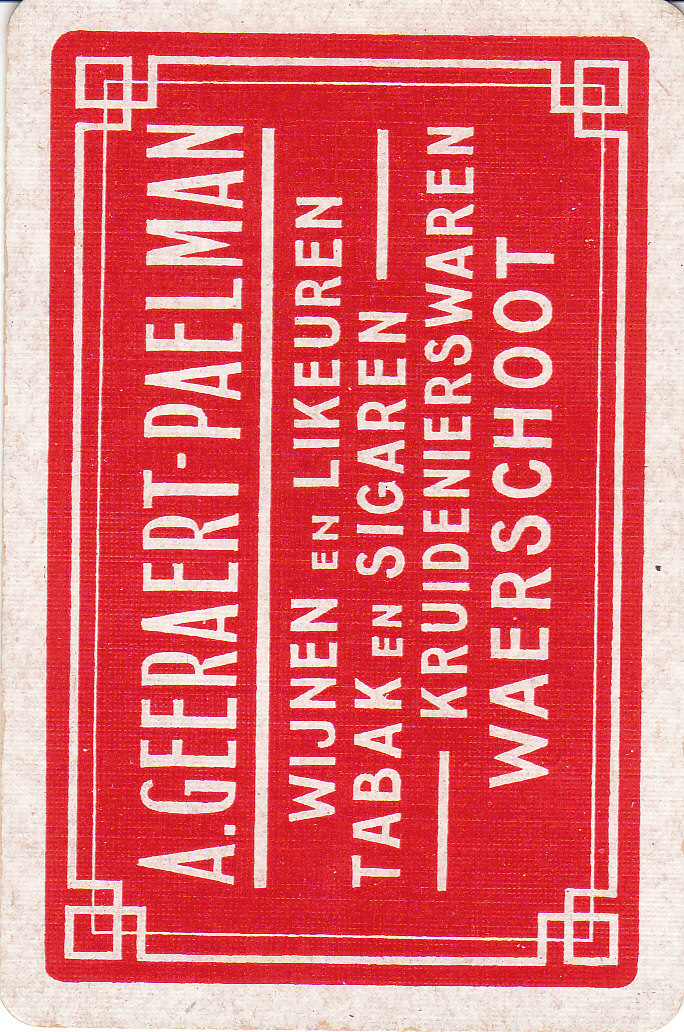 A. GEERAERT-PAELMAN
WIJNEN EN LIKEUREN
TABAK EN SIGAREN
KRUIDENIERSWAREN
WAERSCHOOT